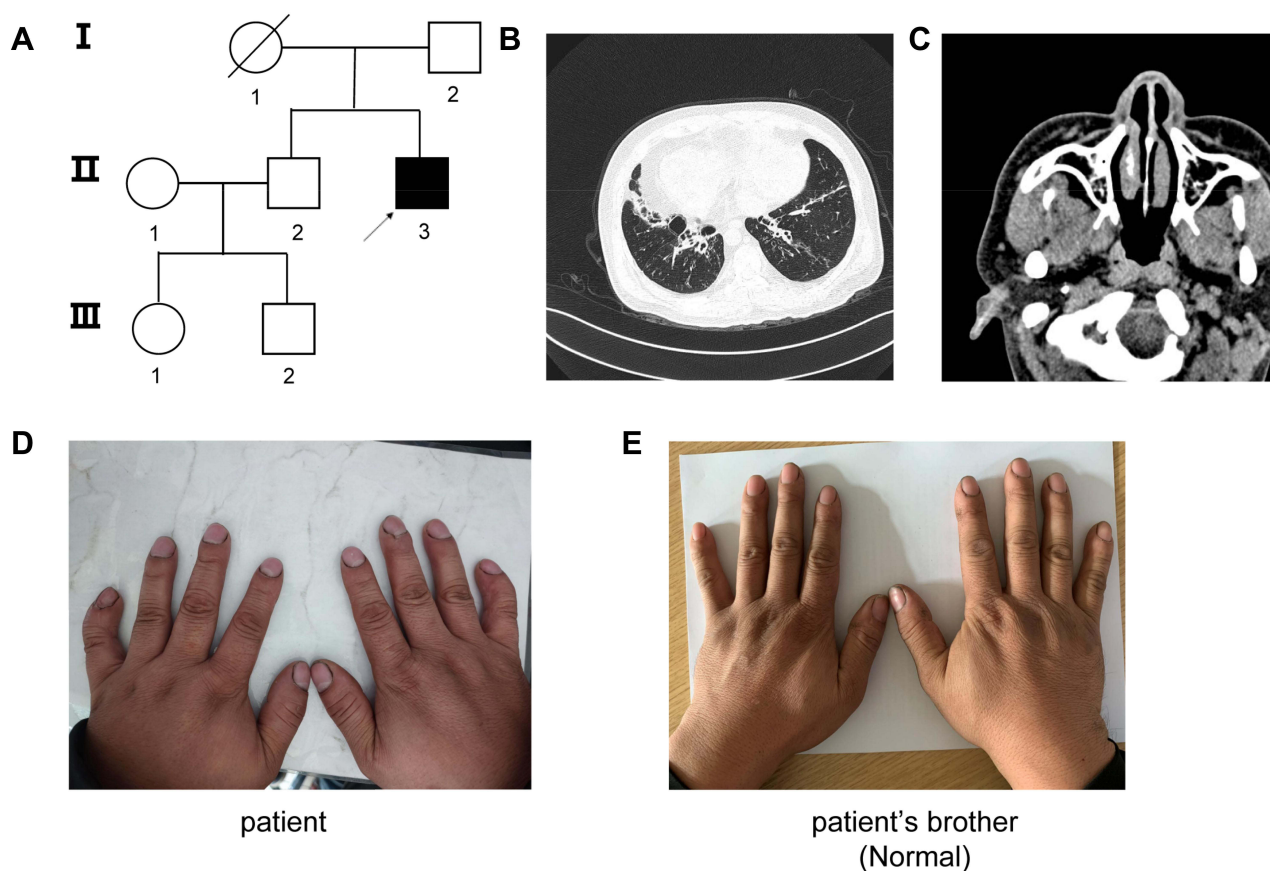 A
I
B
C
1
2
II
1
2
3
III
1
2
D
E
patient
patient's brother
(Normal)